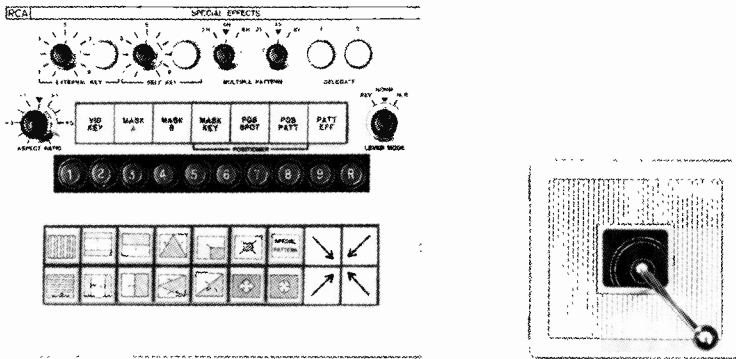 RCA SPECIAL EFFECTS
EXTERNAL KEY SELF KEY MULTIPLE PATTERN DELEGATE
REV NORM N/R
VID KEY MASK A MASK B MASK KEY POS SPOT POS PATT PATT EFF
ASPECT RATIO POSITIONER LEVER MODE
1 2 3 4 5 6 7 8 9 R
SPECIAL
PATTERN